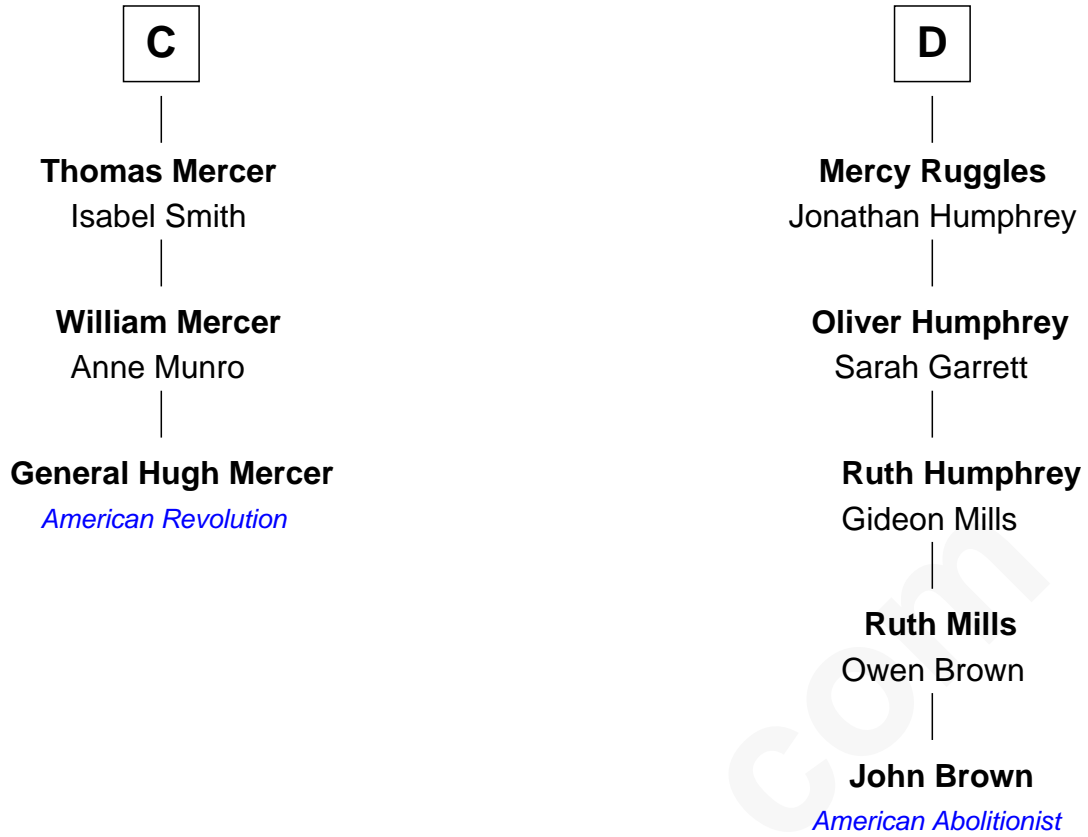 C
Thomas Mercer
Isabel Smith
William Mercer
Anne Munro
General Hugh Mercer
American Revolution
D
Mercy Ruggles
Jonathan Humphrey
Oliver Humphrey
Sarah Garrett
Ruth Humphrey
Gideon Mills
Ruth Mills
Owen Brown
John Brown
American Abolitionist
com